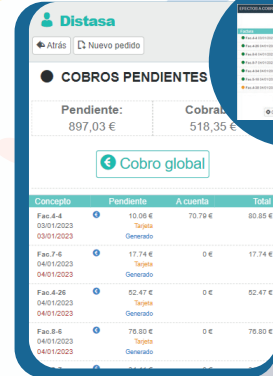 Distasa
Atrás
Nuevo pedido
COBROS PENDIENTES
Pendiente:
897,03 €
518,35 €
Cobro global
Concepto Pendiente A cuenta Total
Fac.4-4 10.06 € 70.79 € 80.85 €
03/01/2023 Tarjeta
03/01/2023 Generado
Fac.7-6 17.74 € 0 € 17.74 €
04/01/2023 Tarjeta
04/01/2023 Generado
Fac.4-26 52.47 € 0 € 52.47 €
04/01/2023 Tarjeta
04/01/2023 Generado
Fac.8-6 76.80 € 0 € 76.80 €
04/01/2023 Tarjeta
04/01/2023 Generado